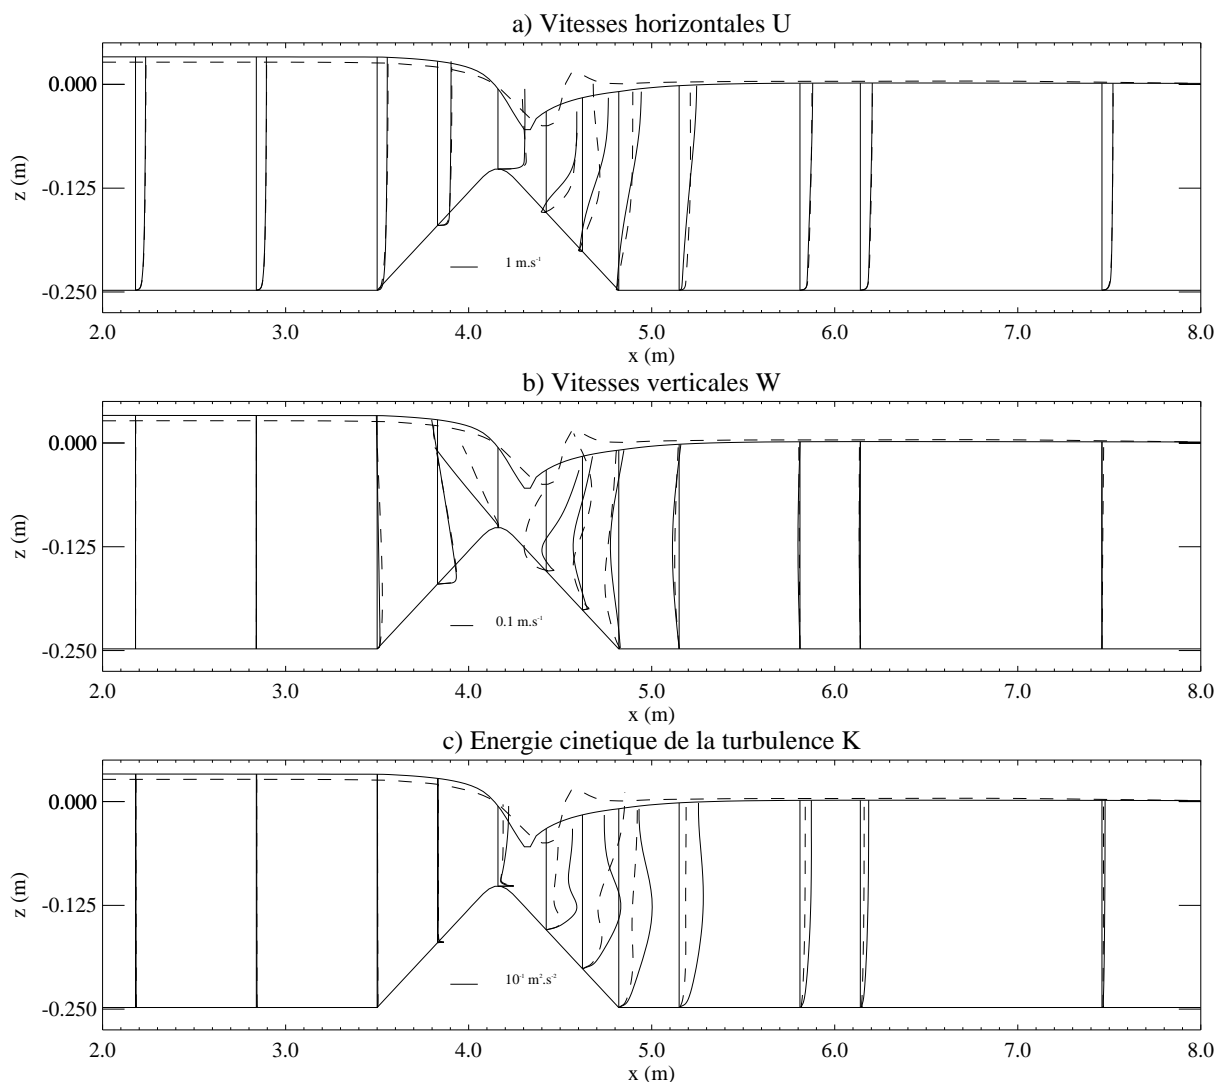 a) Vitesses horizontales U
0.000
-0.125
-0.250
z (m)
1 m.s⁻¹
2.0 3.0 4.0 5.0 6.0 7.0 8.0
x (m)
b) Vitesses verticales W
0.000
-0.125
-0.250
z (m)
0.1 m.s⁻¹
2.0 3.0 4.0 5.0 6.0 7.0 8.0
x (m)
c) Energie cinetique de la turbulence K
0.000
-0.125
-0.250
z (m)
10⁻¹ m².s⁻²
2.0 3.0 4.0 5.0 6.0 7.0 8.0
x (m)